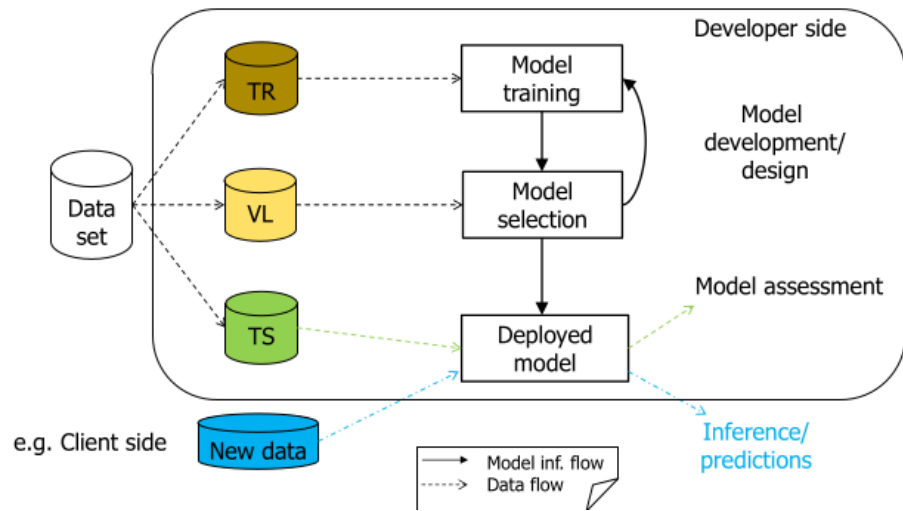 Developer side
TR
Model
training
Model
development/
design
Data
set
VL
Model
selection
TS
Deployed
model
Model assessment
e.g. Client side
New data
Inference/
predictions
Model inf. flow
Data flow